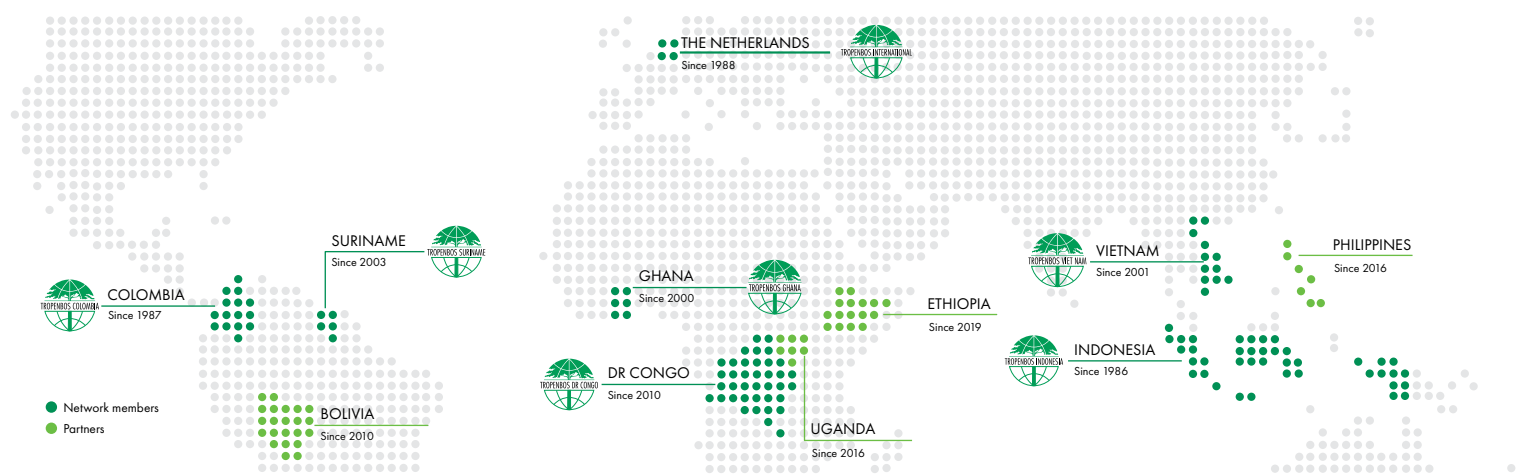 THE NETHERLANDS
Since 1988
TROPENBOS INTERNATIONAL
SURINAME
Since 2003
TROPENBOS SURINAME
COLOMBIA
Since 1987
TROPENBOS COLOMBIA
GHANA
Since 2000
TROPENBOS GHANA
VIETNAM
Since 2001
TROPENBOS VIET NAM
PHILIPPINES
Since 2016
ETHIOPIA
Since 2019
INDONESIA
Since 1986
TROPENBOS INDONESIA
DR CONGO
Since 2010
TROPENBOS DR CONGO
BOLIVIA
Since 2010
UGANDA
Since 2016
Network members
Partners